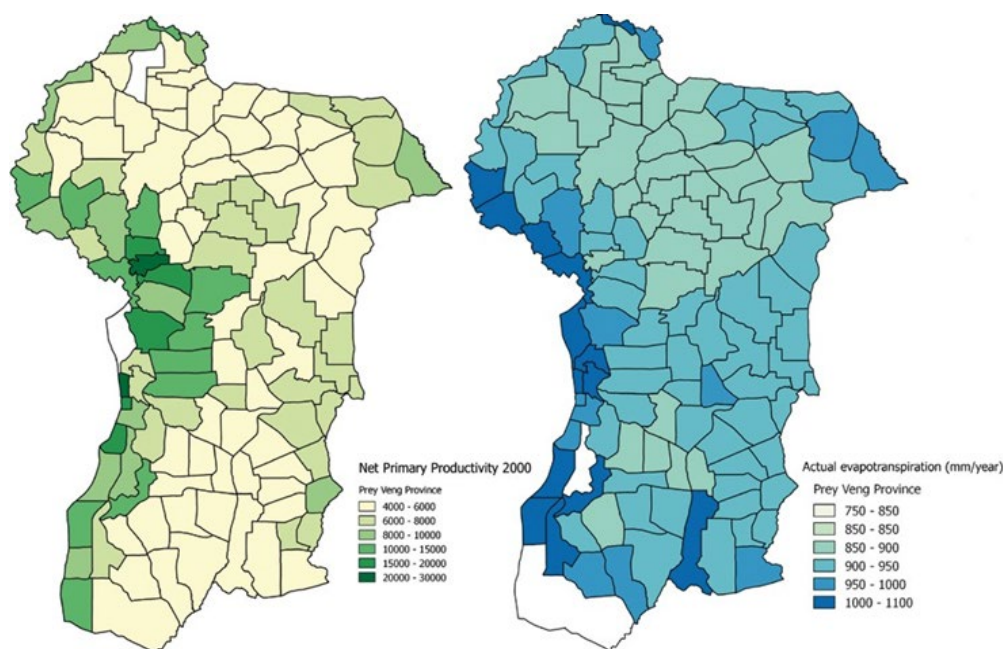 Net Primary Productivity 2000
Prey Veng Province
4000 - 6000
6000 - 8000
8000 - 10000
10000 - 15000
15000 - 20000
20000 - 30000
Actual evapotranspiration (mm/year)
Prey Veng Province
750 - 850
850 - 850
850 - 900
900 - 950
950 - 1000
1000 - 1100